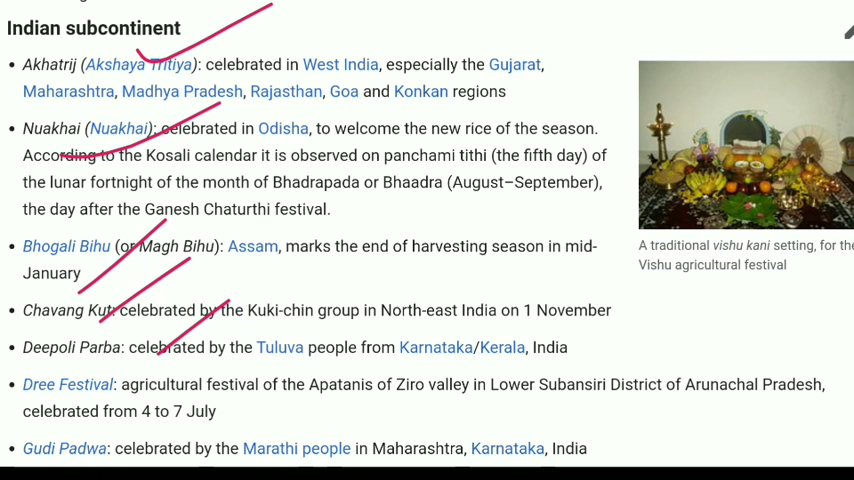 Indian subcontinent
• Akhatrij (Akshaya Tritiya): celebrated in West India, especially the Gujarat,
Maharashtra, Madhya Pradesh, Rajasthan, Goa and Konkan regions
• Nuakhai (Nuakhai): celebrated in Odisha, to welcome the new rice of the season.
According to the Kosali calendar it is observed on panchami tithi (the fifth day) of
the lunar fortnight of the month of Bhadrapada or Bhaadra (August–September),
the day after the Ganesh Chaturthi festival.
• Bhogali Bihu (or Magh Bihu): Assam, marks the end of harvesting season in mid-
January
• Chavang Kut: celebrated by the Kuki-chin group in North-east India on 1 November
• Deepoli Parba: celebrated by the Tuluva people from Karnataka/Kerala, India
• Dree Festival: agricultural festival of the Apatanis of Ziro valley in Lower Subansiri District of Arunachal Pradesh,
celebrated from 4 to 7 July
• Gudi Padwa: celebrated by the Marathi people in Maharashtra, Karnataka, India
A traditional vishu kani setting, for the
Vishu agricultural festival